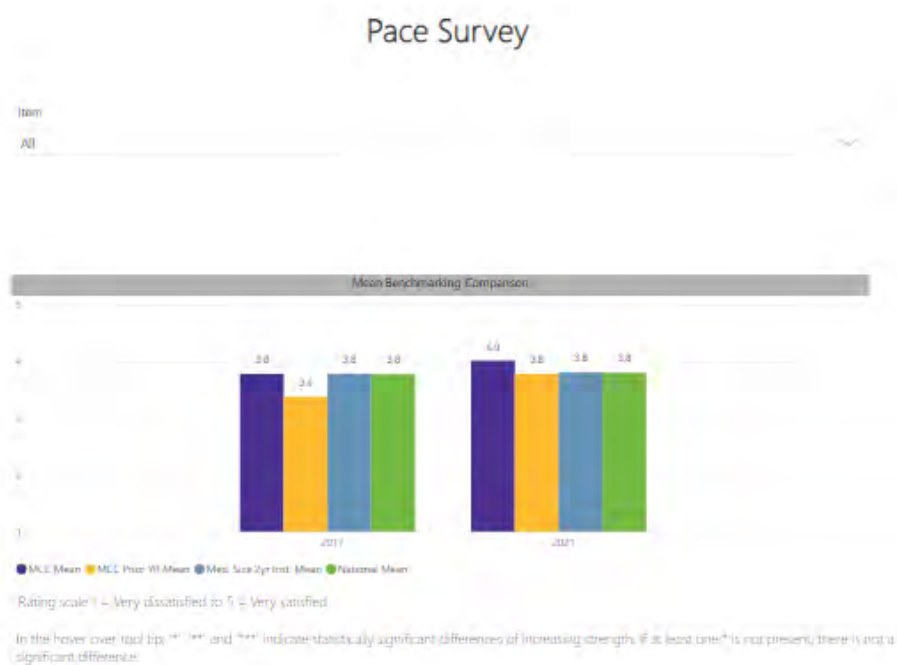 Pace Survey
Item
All
Mean Benchmarking Comparison
5
4
3.8 3.4 3.8 3.8 4.0 3.8 3.8 3.8
3
2
1
2017 2021
MCC Mean MCC Prior YR Mean Med. Size 2yr Inst. Mean National Mean
Rating scale 1 = Very dissatisfied to 5 = Very satisfied
In the hover over tool tip, '*' '**' and '***' indicate statistically significant differences of increasing strength. If at least one * is not present, there is not a
significant difference.